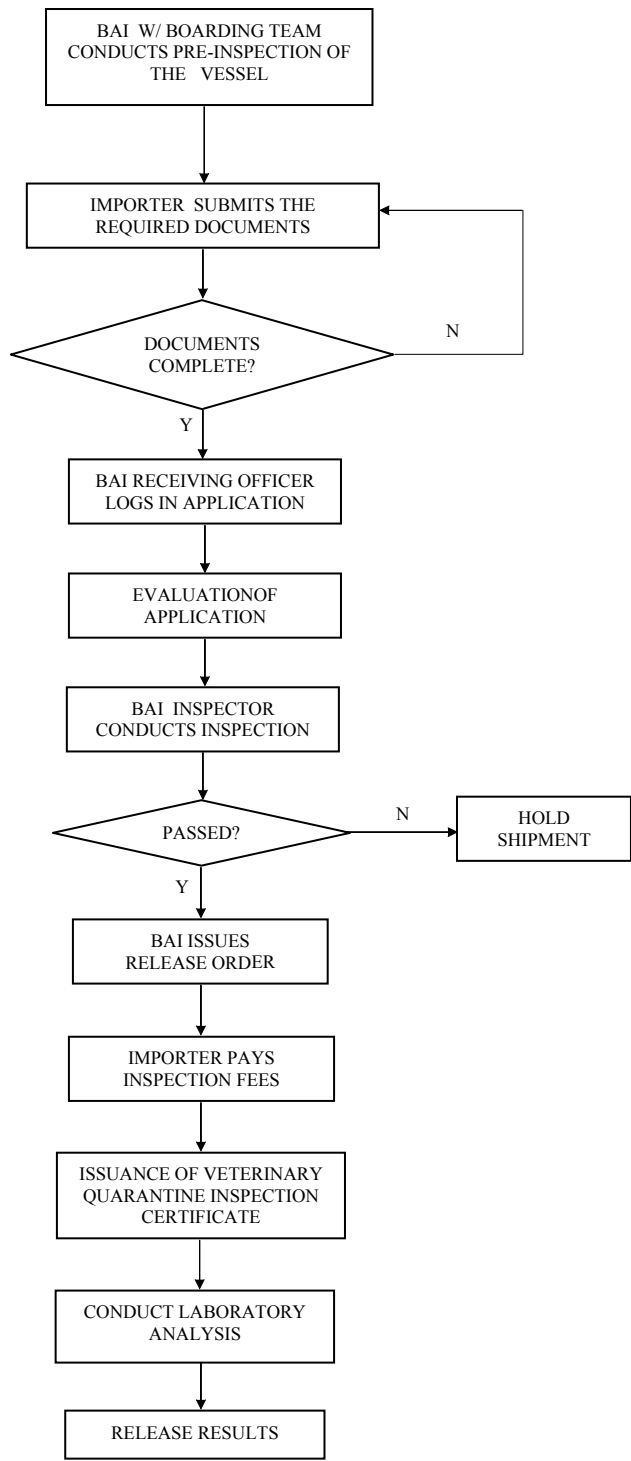 BAI W/ BOARDING TEAM
CONDUCTS PRE-INSPECTION OF
THE VESSEL
IMPORTER SUBMITS THE
REQUIRED DOCUMENTS
DOCUMENTS
COMPLETE?
N
Y
BAI RECEIVING OFFICER
LOGS IN APPLICATION
EVALUATIONOF
APPLICATION
BAI INSPECTOR
CONDUCTS INSPECTION
PASSED?
N
HOLD
SHIPMENT
Y
BAI ISSUES
RELEASE ORDER
IMPORTER PAYS
INSPECTION FEES
ISSUANCE OF VETERINARY
QUARANTINE INSPECTION
CERTIFICATE
CONDUCT LABORATORY
ANALYSIS
RELEASE RESULTS